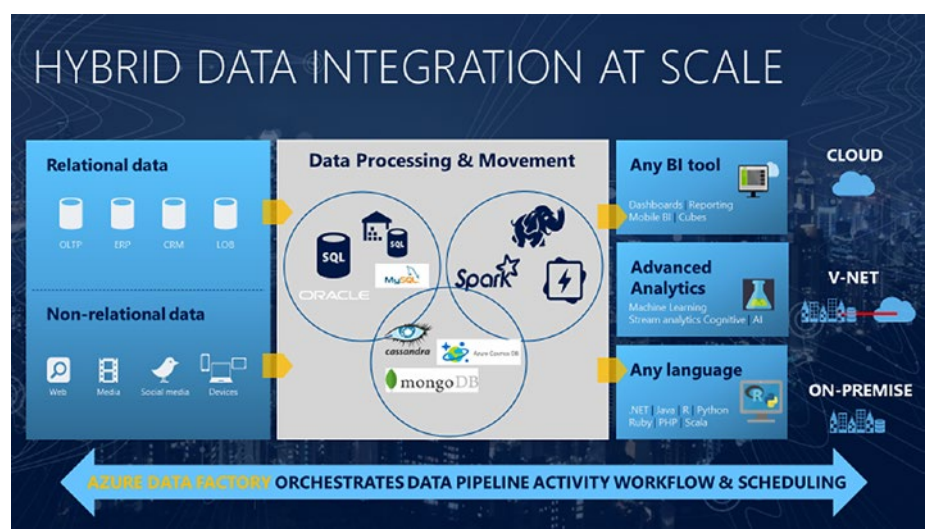 HYBRID DATA INTEGRATION AT SCALE
Relational data
OLTP
ERP
CRM
LOB
Non-relational data
Web
Media
Social media
Devices
Data Processing & Movement
SQL
SQL
MySQL
ORACLE
Spark
cassandra
Azure Cosmos DB
mongoDB
Any BI tool
Dashboards | Reporting
Mobile BI | Cubes
Advanced
Analytics
Machine Learning
Stream analytics Cognitive | AI
Any language
R
.NET | Java | R | Python
Ruby | PHP | Scala
CLOUD
V-NET
ON-PREMISE
AZURE DATA FACTORY ORCHESTRATES DATA PIPELINE ACTIVITY WORKFLOW & SCHEDULING